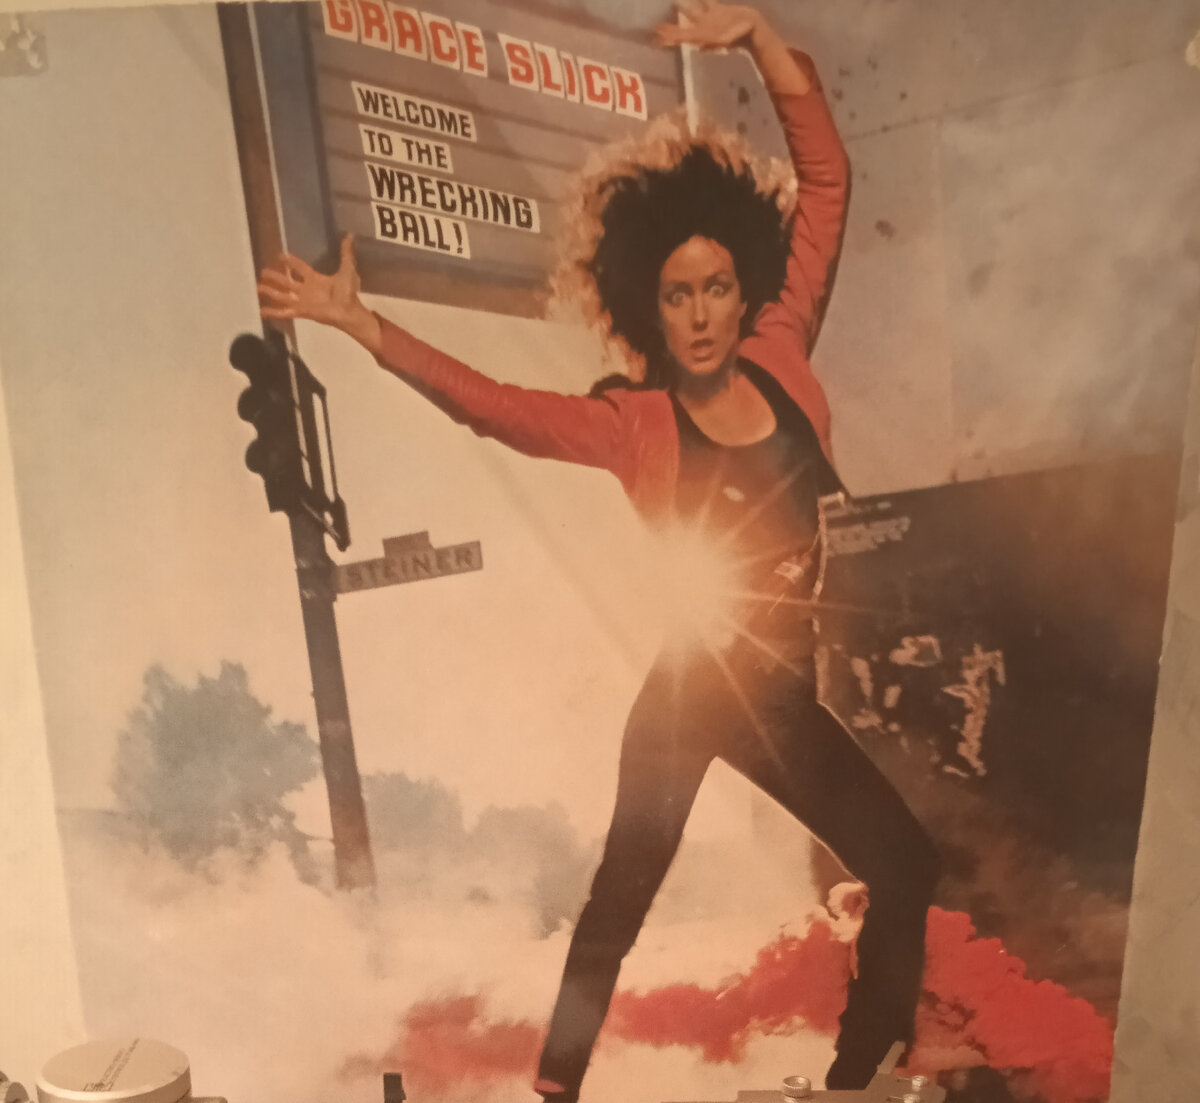 GRACE SLICK
WELCOME
TO THE
WRECKING
BALL!
STEINER